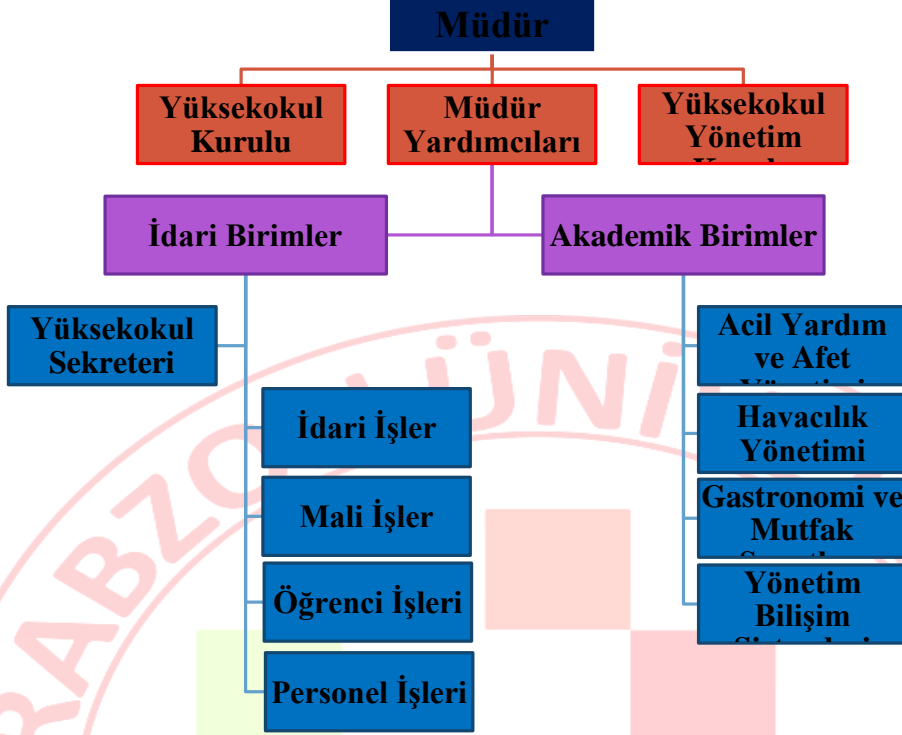 Müdür
Yüksekokul
Kurulu
Müdür
Yardımcıları
Yüksekokul
Yönetim
İdari Birimler
Akademik Birimler
Yüksekokul
Sekreteri
İdari İşler
Mali İşler
Öğrenci İşleri
Personel İşleri
Acil Yardım
ve Afet
Havacılık
Yönetimi
Gastronomi ve
Mutfak
Yönetim
Bilişim